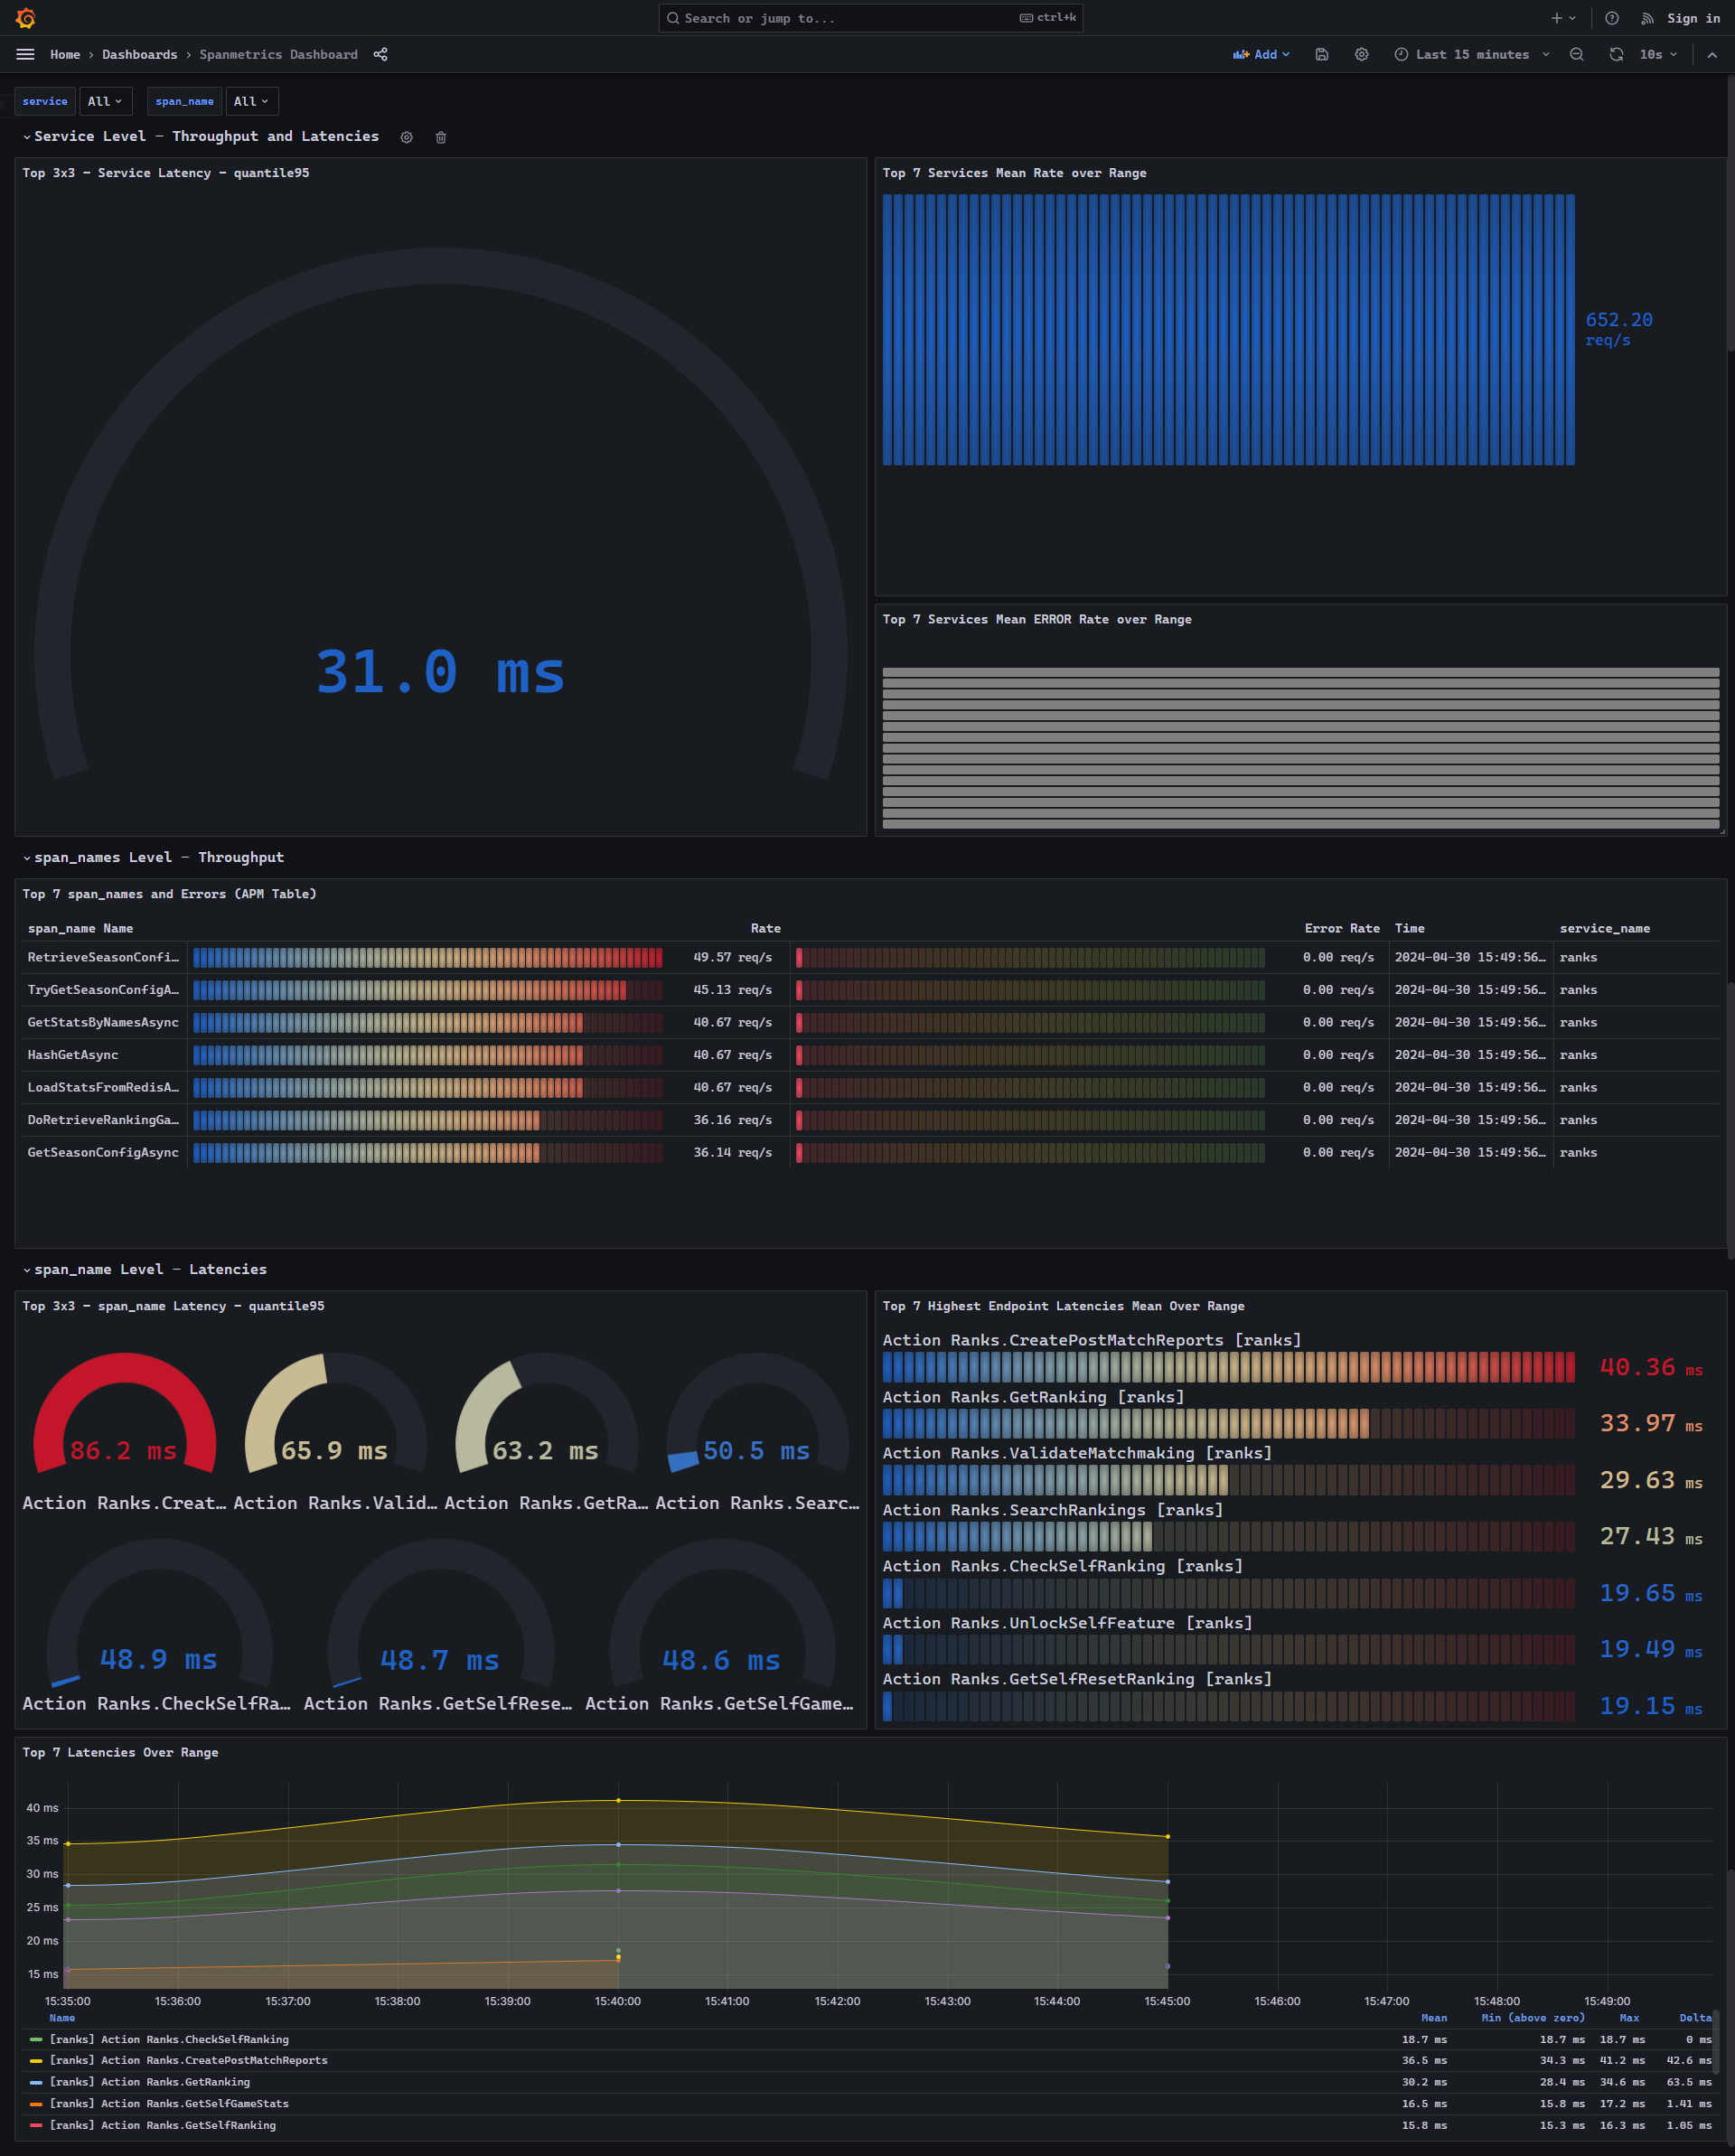 Search or jump to... ctrl+k Sign in
Home › Dashboards › Spanmetrics Dashboard Add Last 15 minutes 10s
service All span_name All
Service Level - Throughput and Latencies
Top 3x3 - Service Latency - quantile95
31.0 ms
Top 7 Services Mean Rate over Range
652.20
req/s
Top 7 Services Mean ERROR Rate over Range
span_names Level - Throughput
Top 7 span_names and Errors (APM Table)
span_name Name Rate Error Rate Time service_name
RetrieveSeasonConfi… 49.57 req/s 0.00 req/s 2024-04-30 15:49:56… ranks
TryGetSeasonConfigA… 45.13 req/s 0.00 req/s 2024-04-30 15:49:56… ranks
GetStatsByNamesAsync 40.67 req/s 0.00 req/s 2024-04-30 15:49:56… ranks
HashGetAsync 40.67 req/s 0.00 req/s 2024-04-30 15:49:56… ranks
LoadStatsFromRedisA… 40.67 req/s 0.00 req/s 2024-04-30 15:49:56… ranks
DoRetrieveRankingGa… 36.16 req/s 0.00 req/s 2024-04-30 15:49:56… ranks
GetSeasonConfigAsync 36.14 req/s 0.00 req/s 2024-04-30 15:49:56… ranks
span_name Level - Latencies
Top 3x3 - span_name Latency - quantile95
86.2 ms 65.9 ms 63.2 ms 50.5 ms
Action Ranks.Creat… Action Ranks.Valid… Action Ranks.GetRa… Action Ranks.Searc…
48.9 ms 48.7 ms 48.6 ms
Action Ranks.CheckSelfRa… Action Ranks.GetSelfRese… Action Ranks.GetSelfGame…
Top 7 Highest Endpoint Latencies Mean Over Range
Action Ranks.CreatePostMatchReports [ranks]
40.36 ms
Action Ranks.GetRanking [ranks]
33.97 ms
Action Ranks.ValidateMatchmaking [ranks]
29.63 ms
Action Ranks.SearchRankings [ranks]
27.43 ms
Action Ranks.CheckSelfRanking [ranks]
19.65 ms
Action Ranks.UnlockSelfFeature [ranks]
19.49 ms
Action Ranks.GetSelfResetRanking [ranks]
19.15 ms
Top 7 Latencies Over Range
40 ms
35 ms
30 ms
25 ms
20 ms
15 ms
15:35:00 15:36:00 15:37:00 15:38:00 15:39:00 15:40:00 15:41:00 15:42:00 15:43:00 15:44:00 15:45:00 15:46:00 15:47:00 15:48:00 15:49:00
Name Mean Min (above zero) Max Delta
[ranks] Action Ranks.CheckSelfRanking 18.7 ms 18.7 ms 18.7 ms 0 ms
[ranks] Action Ranks.CreatePostMatchReports 36.5 ms 34.3 ms 41.2 ms 42.6 ms
[ranks] Action Ranks.GetRanking 30.2 ms 28.4 ms 34.6 ms 63.5 ms
[ranks] Action Ranks.GetSelfGameStats 16.5 ms 15.8 ms 17.2 ms 1.41 ms
[ranks] Action Ranks.GetSelfRanking 15.8 ms 15.3 ms 16.3 ms 1.05 ms